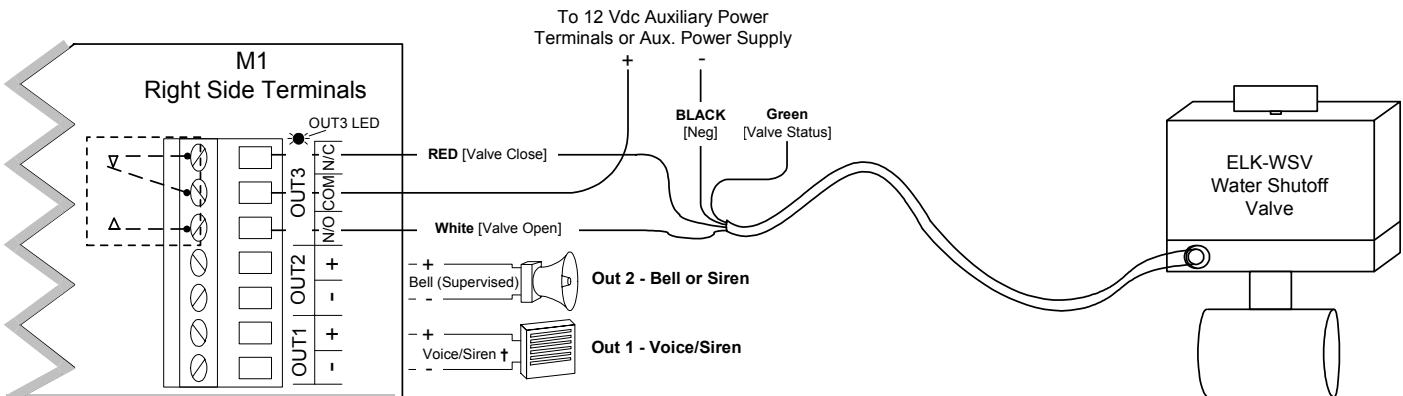 To 12 Vdc Auxiliary Power
Terminals or Aux. Power Supply
+ -
M1
Right Side Terminals
OUT3 LED
BLACK
[Neg]
Green
[Valve Status]
OUT3
N/C
COM
N/O
RED [Valve Close]
White [Valve Open]
ELK-WSV
Water Shutoff
Valve
OUT2
+
-
+
Bell (Supervised)
-
Out 2 - Bell or Siren
OUT1
+
-
+
Voice/Siren †
-
Out 1 - Voice/Siren